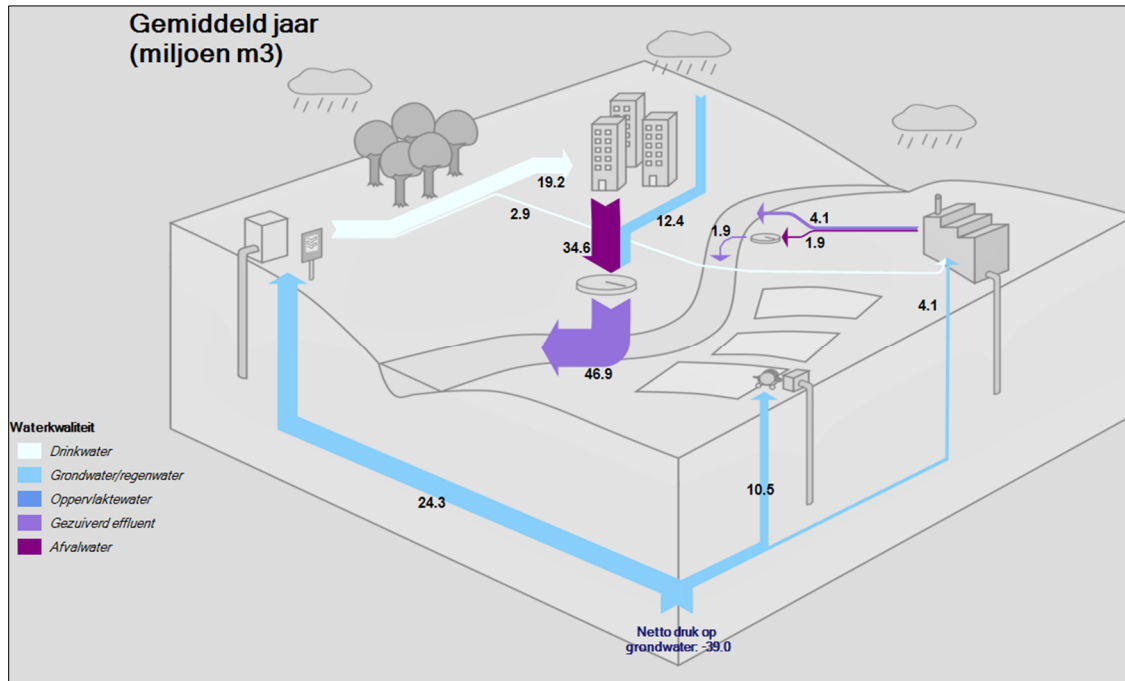 Gemiddeld jaar
(miljoen m3)
19.2
2.9
12.4
34.6
1.9
4.1
1.9
4.1
46.9
10.5
24.3
Waterkwaliteit
Drinkwater
Grondwater/regenwater
Oppervlaktewater
Gezuiverd effluent
Afvalwater
Netto druk op
grondwater: -39.0